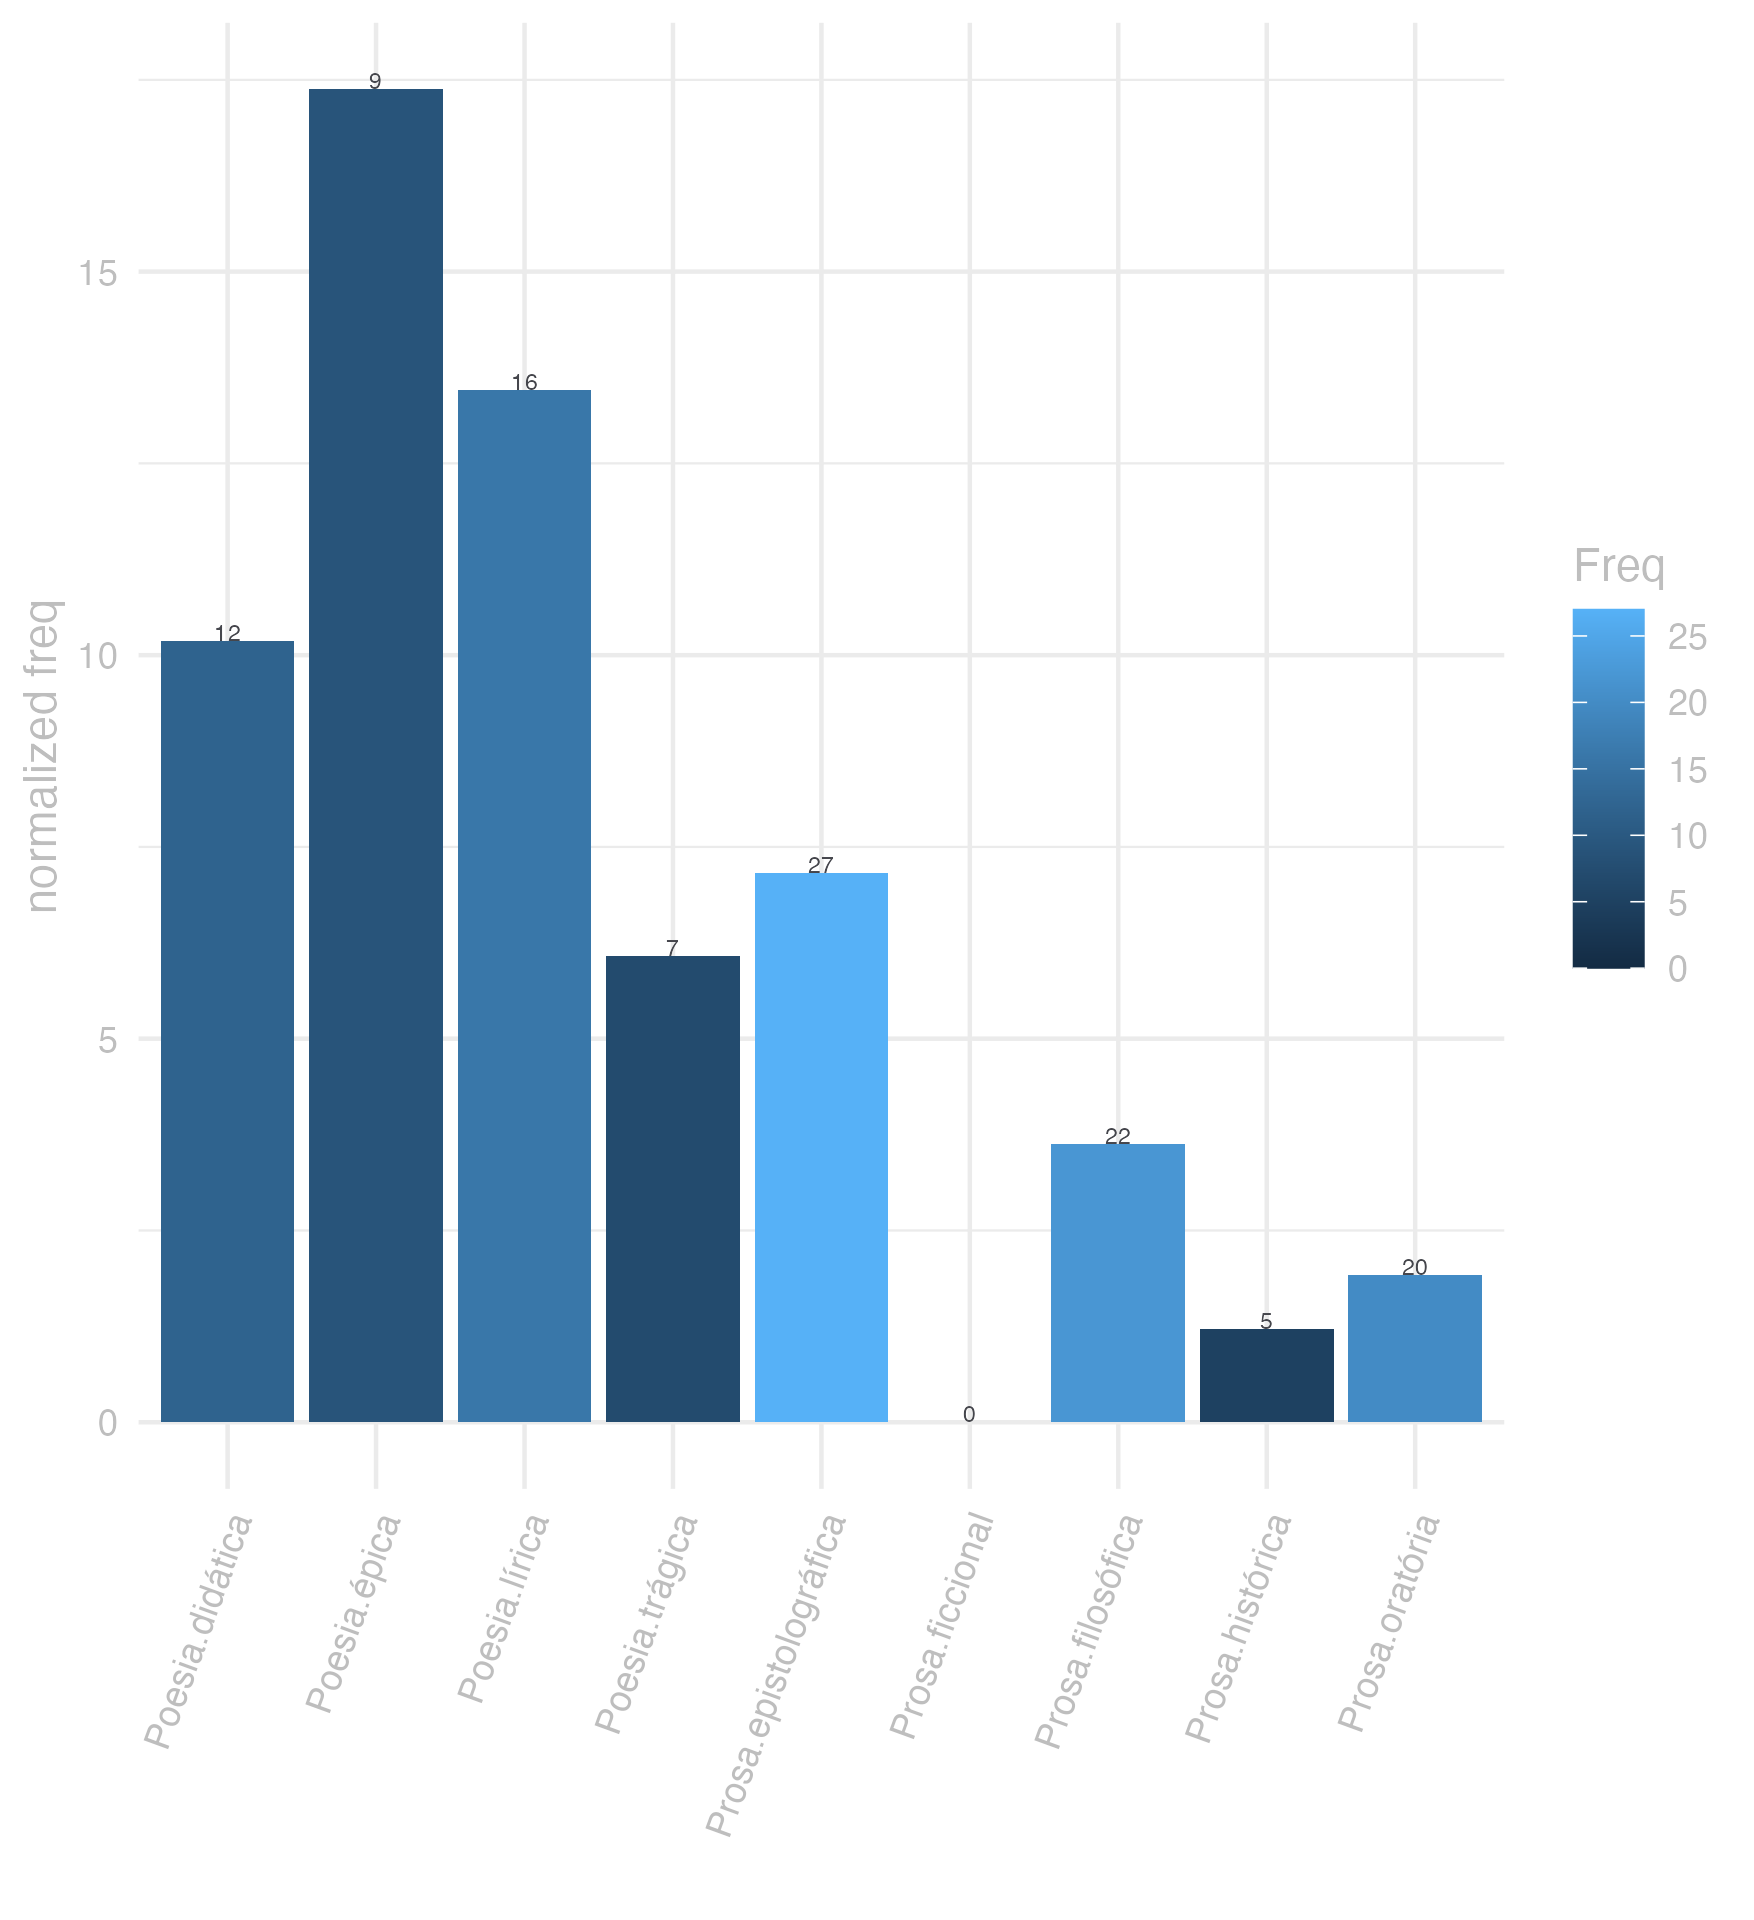 normalized freq
15
10
5
0
12
9
16
7
27
0
22
5
20
Poesia.didática
Poesia.épica
Poesia.lírica
Poesia.trágica
Prosa.epistolográfica
Prosa.ficcional
Prosa.filosófica
Prosa.histórica
Prosa.oratória
Freq
25
20
15
10
5
0